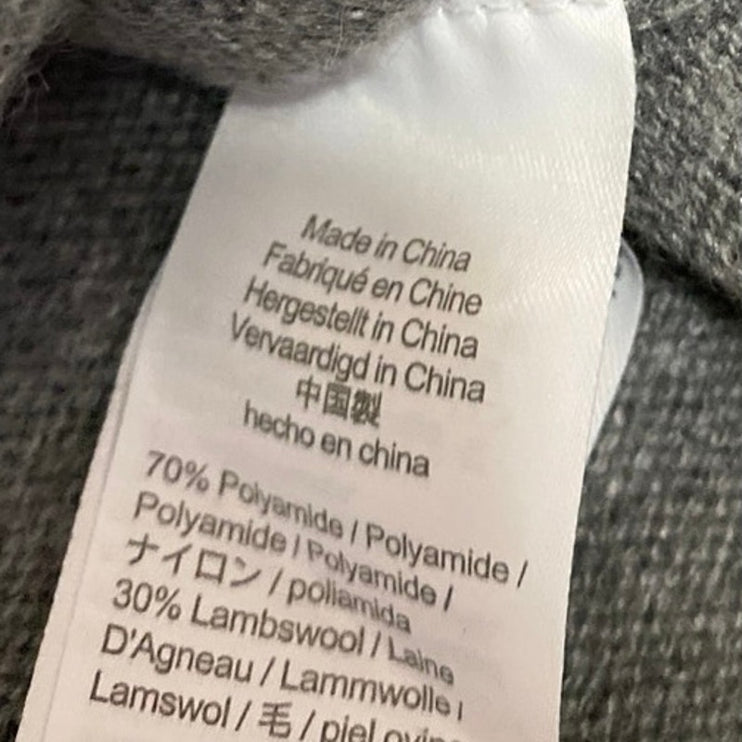 Made in China
Fabriqué en Chine
Hergestellt in China
Vervaardigd in China
中国製
hecho en china
70% Polyamide / Polyamide /
Polyamide / Polyamide /
ナイロン / poliamida
30% Lambswool / Laine
D'Agneau / Lammwolle /
Lamswol / 毛 / piel